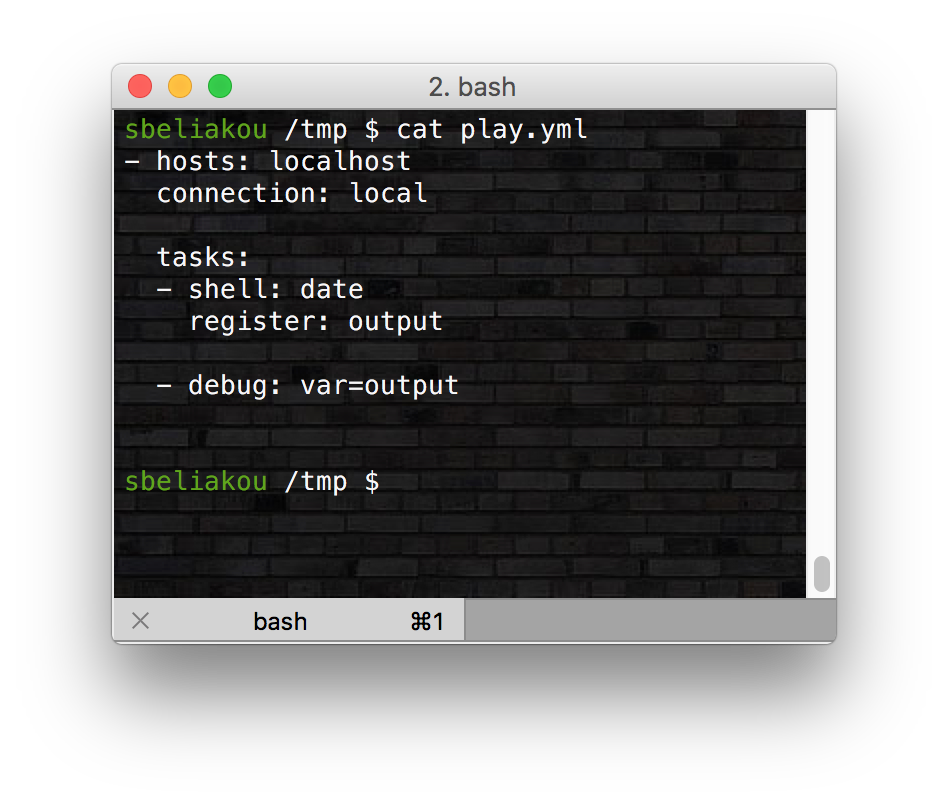 2. bash
sbeliakou /tmp $ cat play.yml
- hosts: localhost
  connection: local
  tasks:
  - shell: date
    register: output
  - debug: var=output
sbeliakou /tmp $
bash ⌘1